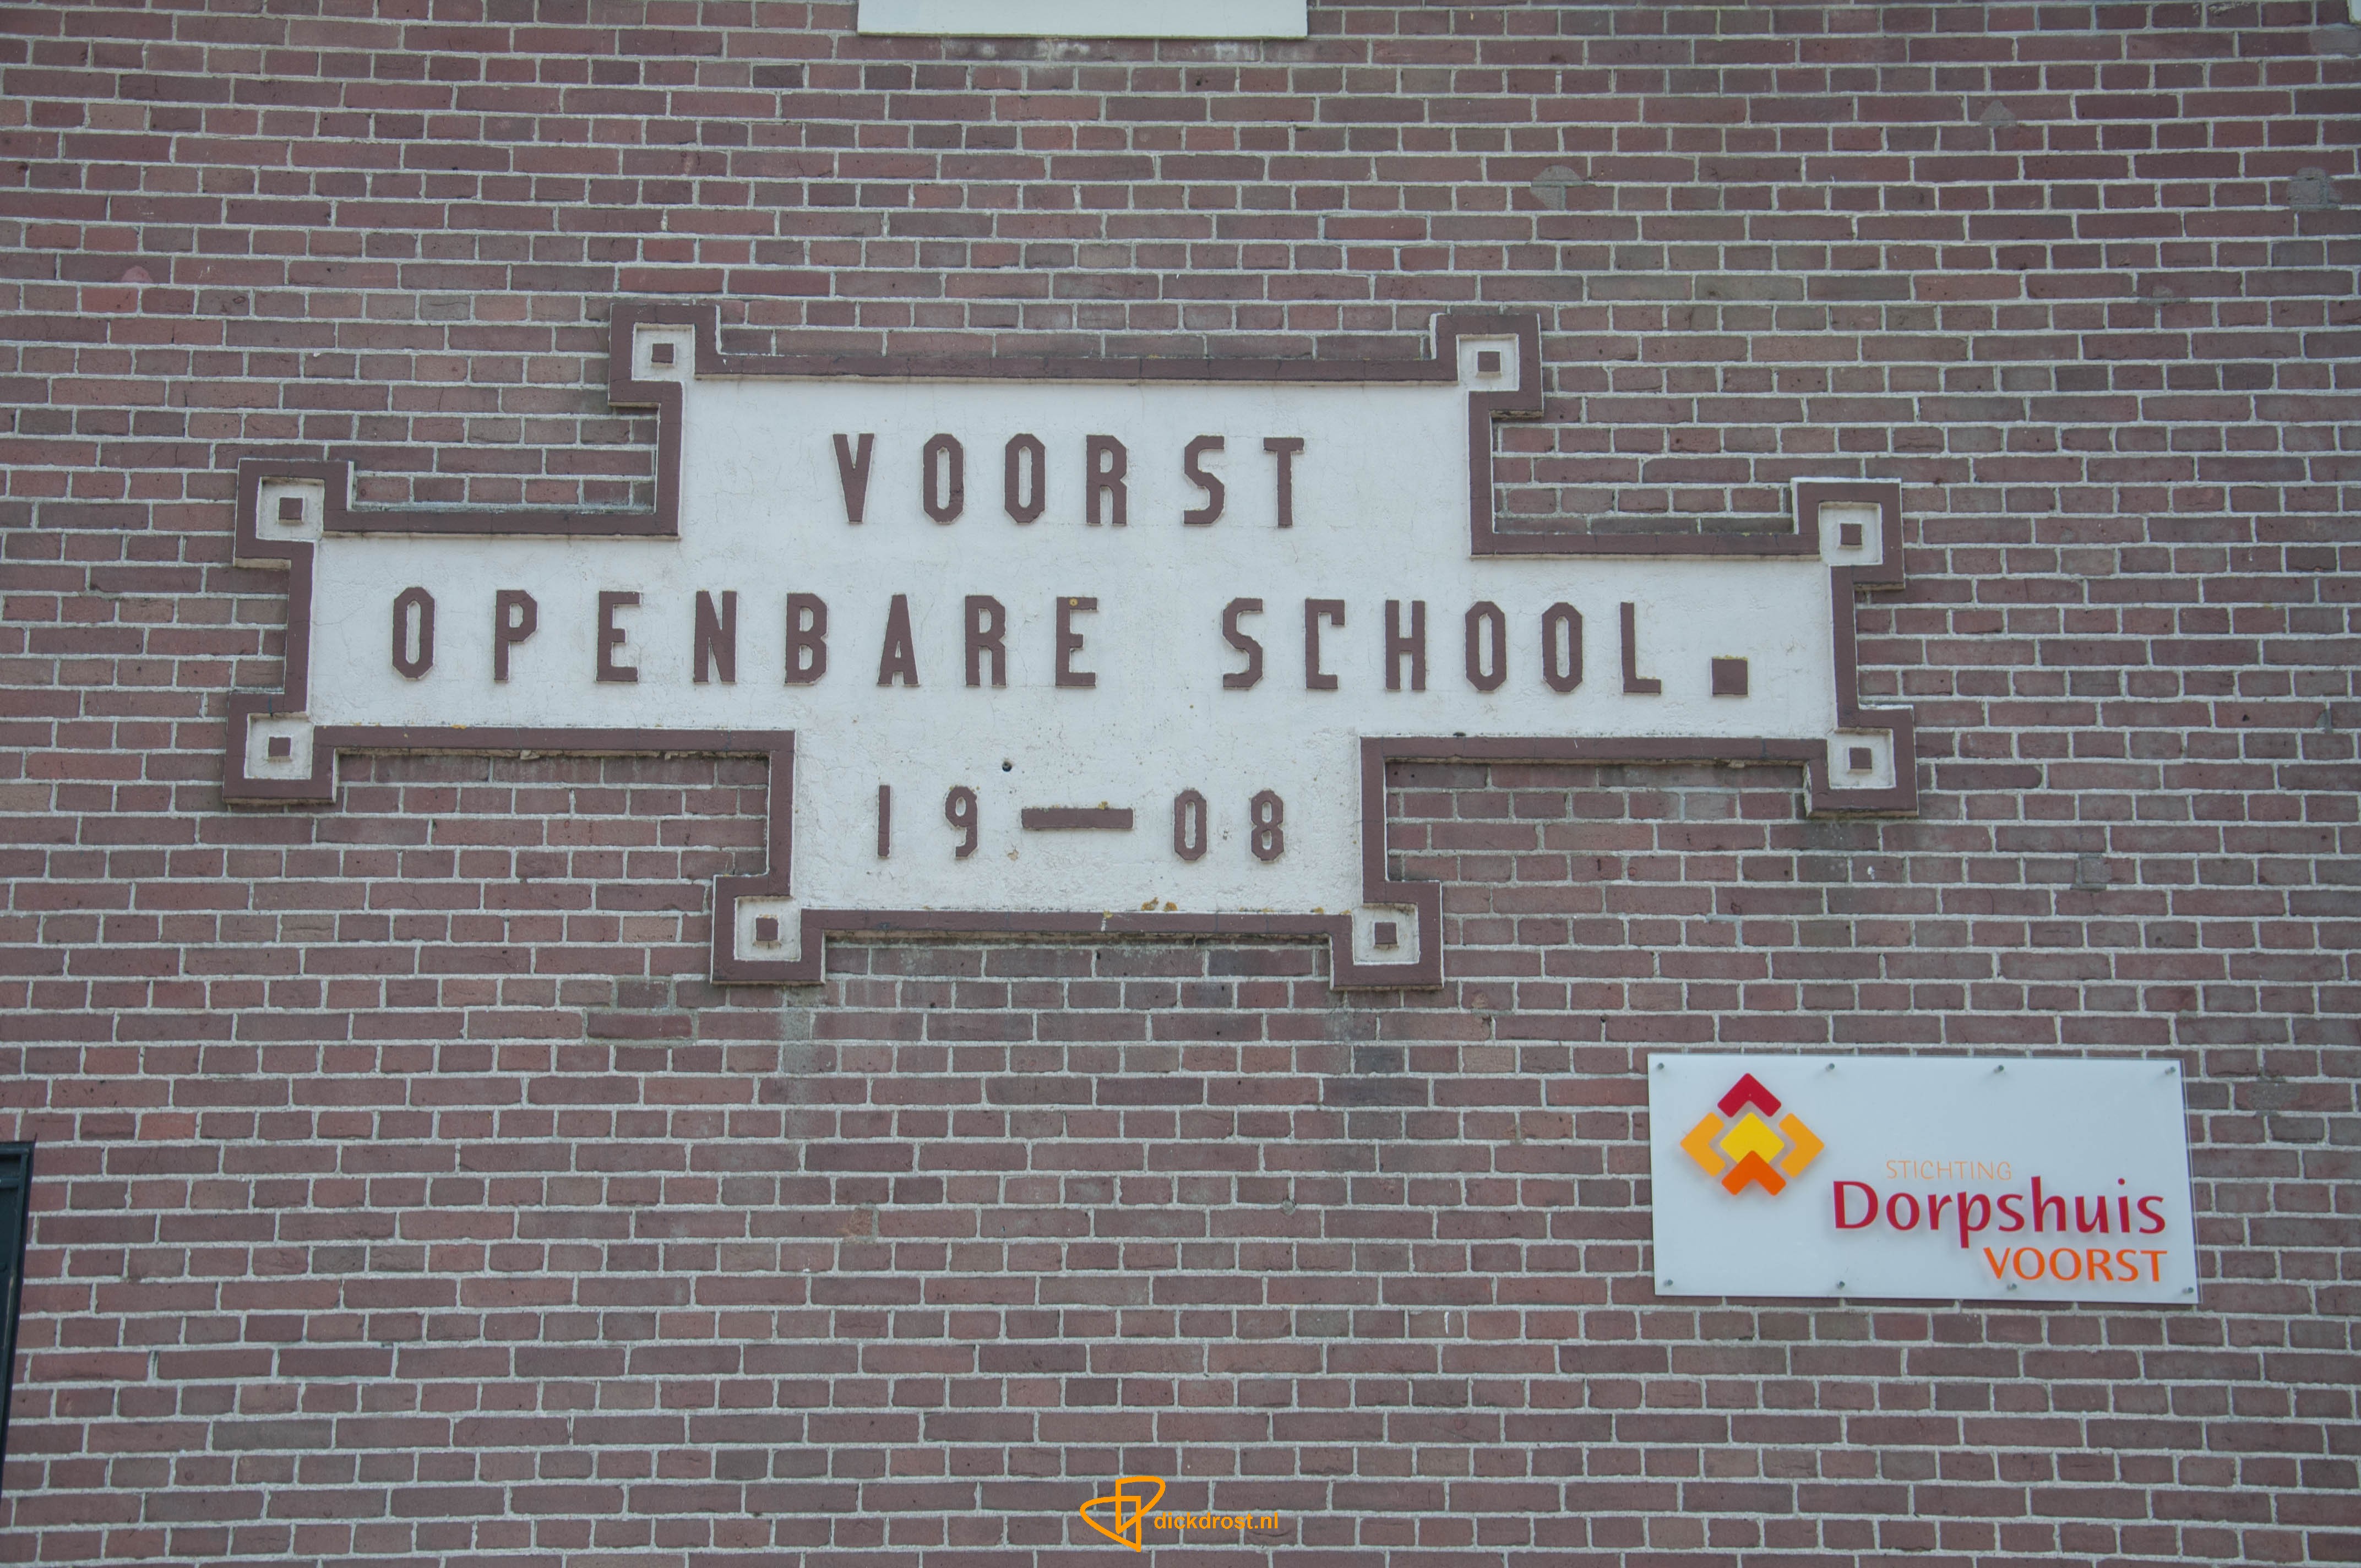 VOORST
OPENBARE SCHOOL.
19—08
STICHTING
Dorpshuis
VOORST
dickdrost.nl